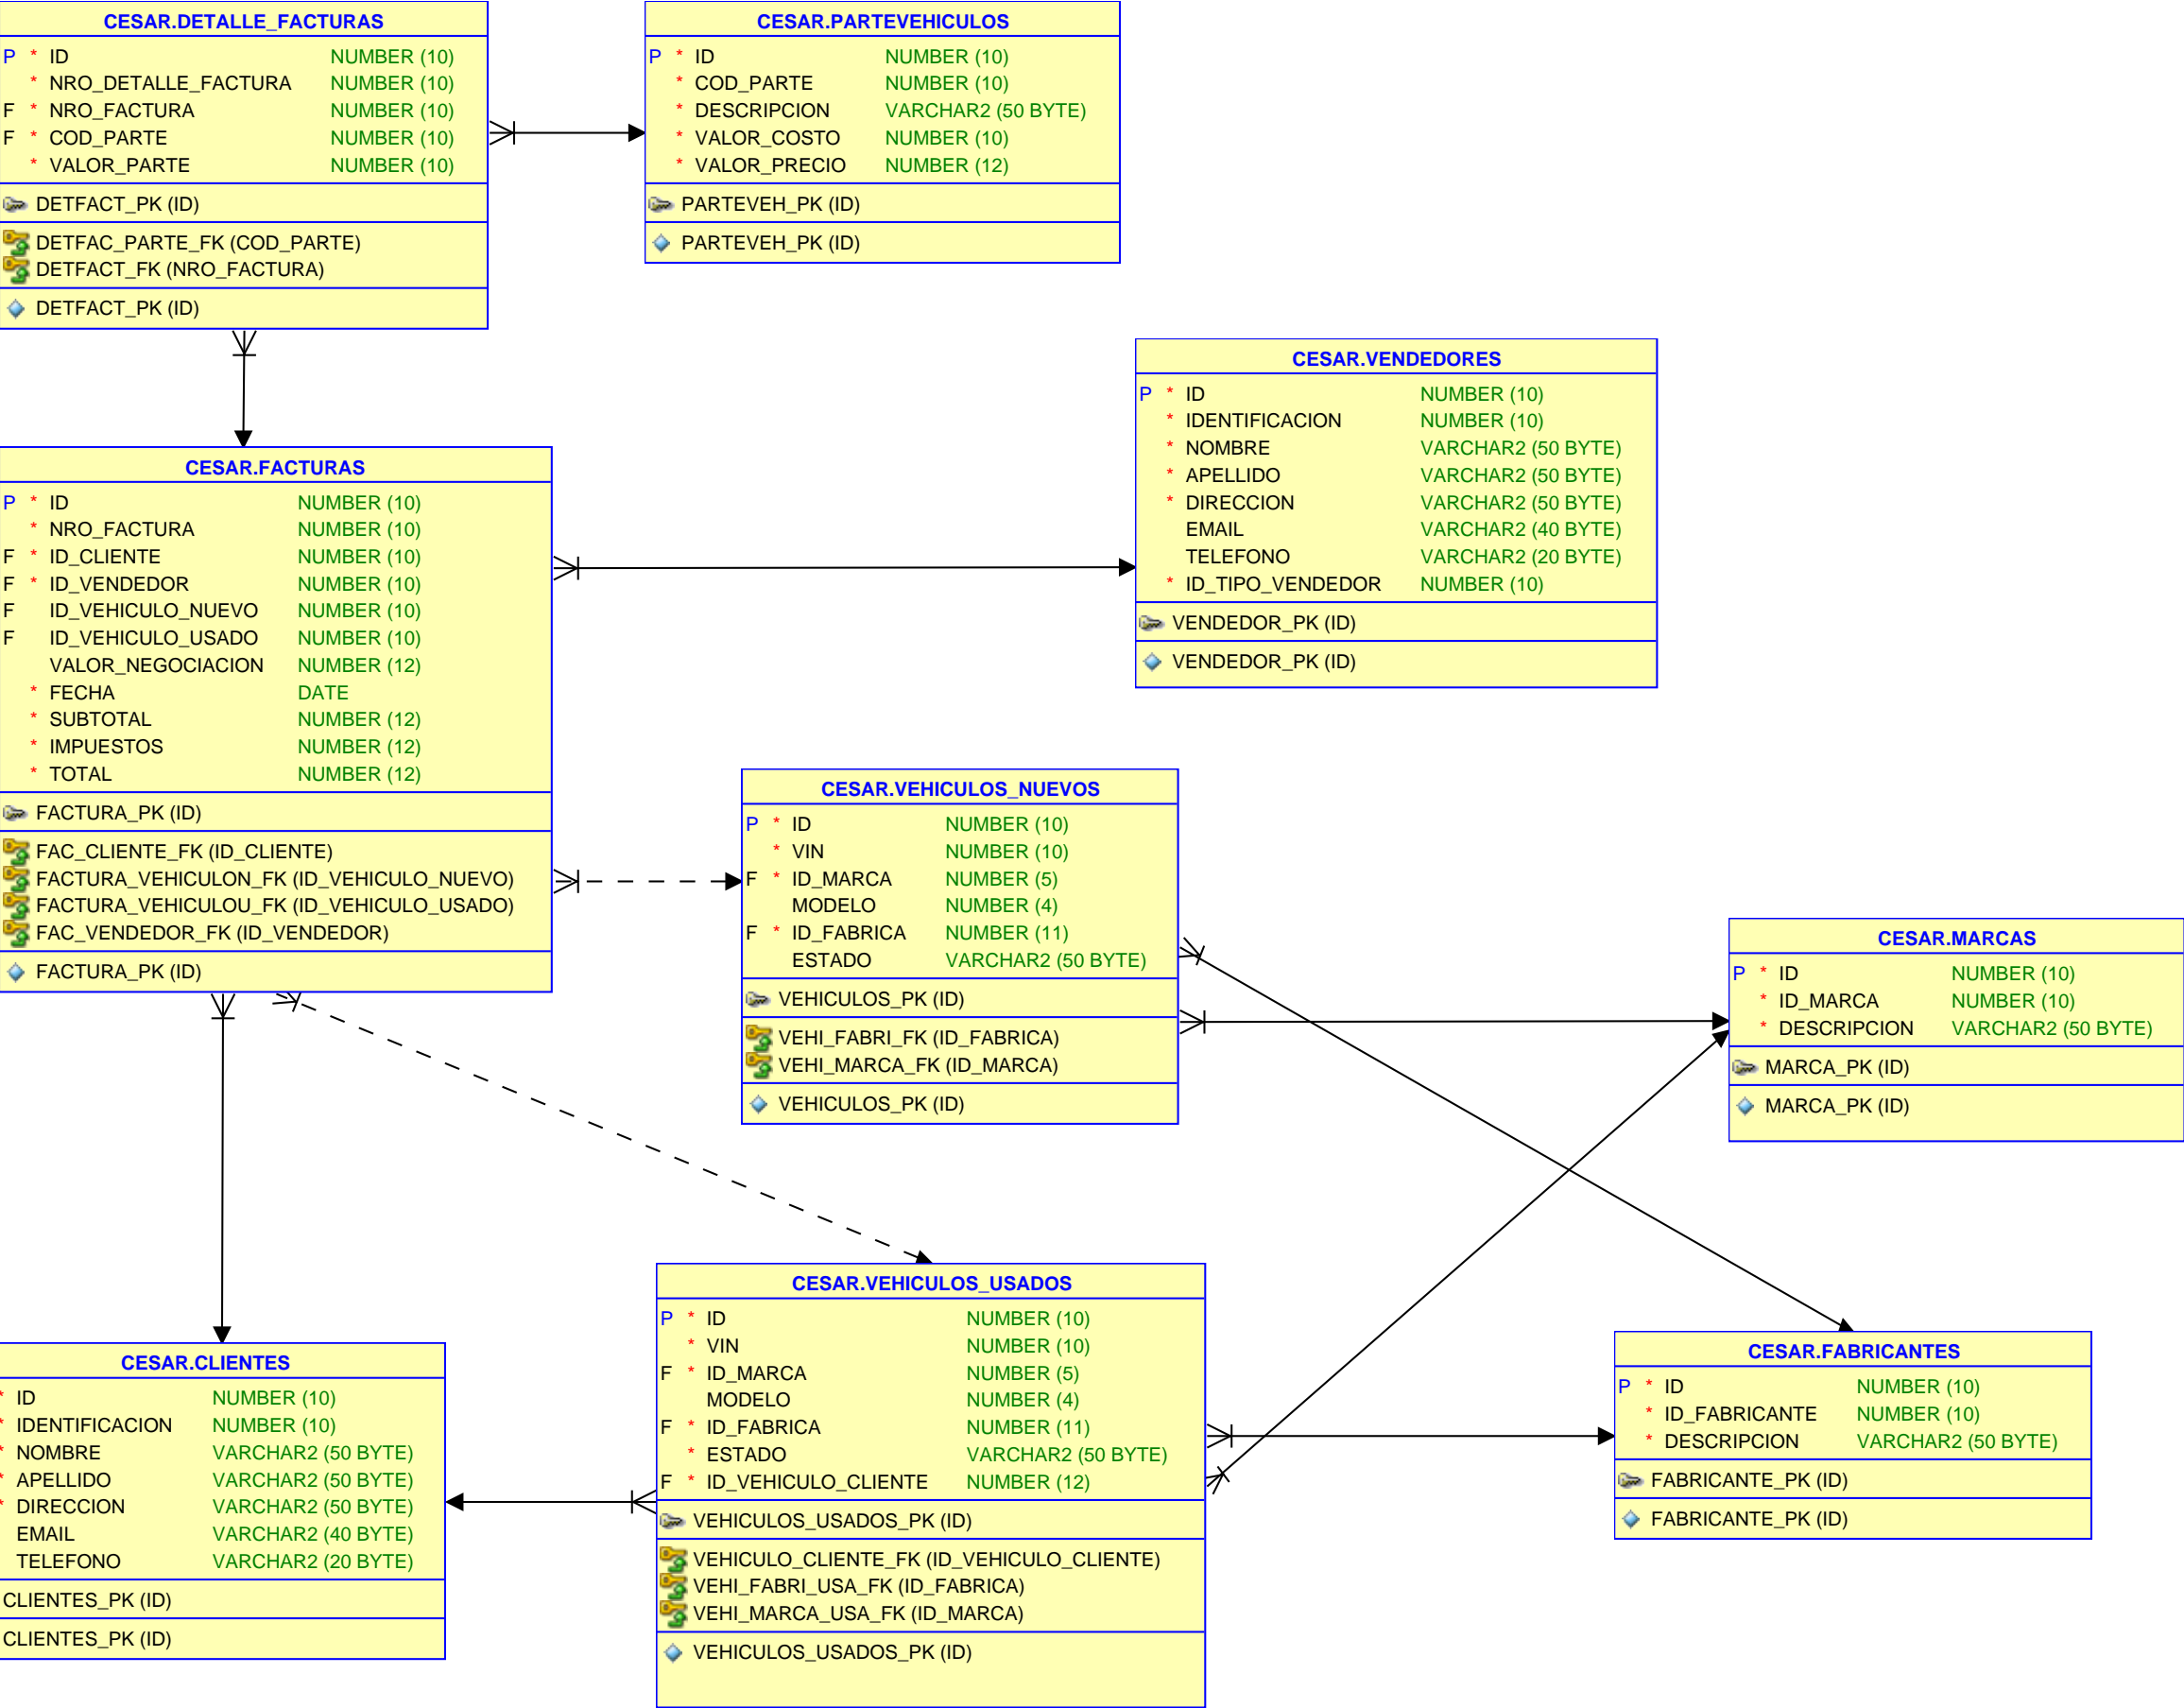 CESAR.DETALLE_FACTURAS
P * ID NUMBER (10)
* NRO_DETALLE_FACTURA NUMBER (10)
F * NRO_FACTURA NUMBER (10)
F * COD_PARTE NUMBER (10)
* VALOR_PARTE NUMBER (10)
DETFACT_PK (ID)
DETFAC_PARTE_FK (COD_PARTE)
DETFACT_FK (NRO_FACTURA)
DETFACT_PK (ID)
CESAR.PARTEVEHICULOS
P * ID NUMBER (10)
* COD_PARTE NUMBER (10)
* DESCRIPCION VARCHAR2 (50 BYTE)
* VALOR_COSTO NUMBER (10)
* VALOR_PRECIO NUMBER (12)
PARTEVEH_PK (ID)
PARTEVEH_PK (ID)
CESAR.VENDEDORES
P * ID NUMBER (10)
* IDENTIFICACION NUMBER (10)
* NOMBRE VARCHAR2 (50 BYTE)
* APELLIDO VARCHAR2 (50 BYTE)
* DIRECCION VARCHAR2 (50 BYTE)
EMAIL VARCHAR2 (40 BYTE)
TELEFONO VARCHAR2 (20 BYTE)
* ID_TIPO_VENDEDOR NUMBER (10)
VENDEDOR_PK (ID)
VENDEDOR_PK (ID)
CESAR.FACTURAS
P * ID NUMBER (10)
* NRO_FACTURA NUMBER (10)
F * ID_CLIENTE NUMBER (10)
F * ID_VENDEDOR NUMBER (10)
F ID_VEHICULO_NUEVO NUMBER (10)
F ID_VEHICULO_USADO NUMBER (10)
VALOR_NEGOCIACION NUMBER (12)
* FECHA DATE
* SUBTOTAL NUMBER (12)
* IMPUESTOS NUMBER (12)
* TOTAL NUMBER (12)
FACTURA_PK (ID)
FAC_CLIENTE_FK (ID_CLIENTE)
FACTURA_VEHICULON_FK (ID_VEHICULO_NUEVO)
FACTURA_VEHICULOU_FK (ID_VEHICULO_USADO)
FAC_VENDEDOR_FK (ID_VENDEDOR)
FACTURA_PK (ID)
CESAR.VEHICULOS_NUEVOS
P * ID NUMBER (10)
* VIN NUMBER (10)
F * ID_MARCA NUMBER (5)
MODELO NUMBER (4)
F * ID_FABRICA NUMBER (11)
ESTADO VARCHAR2 (50 BYTE)
VEHICULOS_PK (ID)
VEHI_FABRI_FK (ID_FABRICA)
VEHI_MARCA_FK (ID_MARCA)
VEHICULOS_PK (ID)
CESAR.MARCAS
P * ID NUMBER (10)
* ID_MARCA NUMBER (10)
* DESCRIPCION VARCHAR2 (50 BYTE)
MARCA_PK (ID)
MARCA_PK (ID)
CESAR.CLIENTES
* ID NUMBER (10)
* IDENTIFICACION NUMBER (10)
* NOMBRE VARCHAR2 (50 BYTE)
* APELLIDO VARCHAR2 (50 BYTE)
* DIRECCION VARCHAR2 (50 BYTE)
EMAIL VARCHAR2 (40 BYTE)
TELEFONO VARCHAR2 (20 BYTE)
CLIENTES_PK (ID)
CLIENTES_PK (ID)
CESAR.VEHICULOS_USADOS
P * ID NUMBER (10)
* VIN NUMBER (10)
F * ID_MARCA NUMBER (5)
MODELO NUMBER (4)
F * ID_FABRICA NUMBER (11)
* ESTADO VARCHAR2 (50 BYTE)
F * ID_VEHICULO_CLIENTE NUMBER (12)
VEHICULOS_USADOS_PK (ID)
VEHICULO_CLIENTE_FK (ID_VEHICULO_CLIENTE)
VEHI_FABRI_USA_FK (ID_FABRICA)
VEHI_MARCA_USA_FK (ID_MARCA)
VEHICULOS_USADOS_PK (ID)
CESAR.FABRICANTES
P * ID NUMBER (10)
* ID_FABRICANTE NUMBER (10)
* DESCRIPCION VARCHAR2 (50 BYTE)
FABRICANTE_PK (ID)
FABRICANTE_PK (ID)